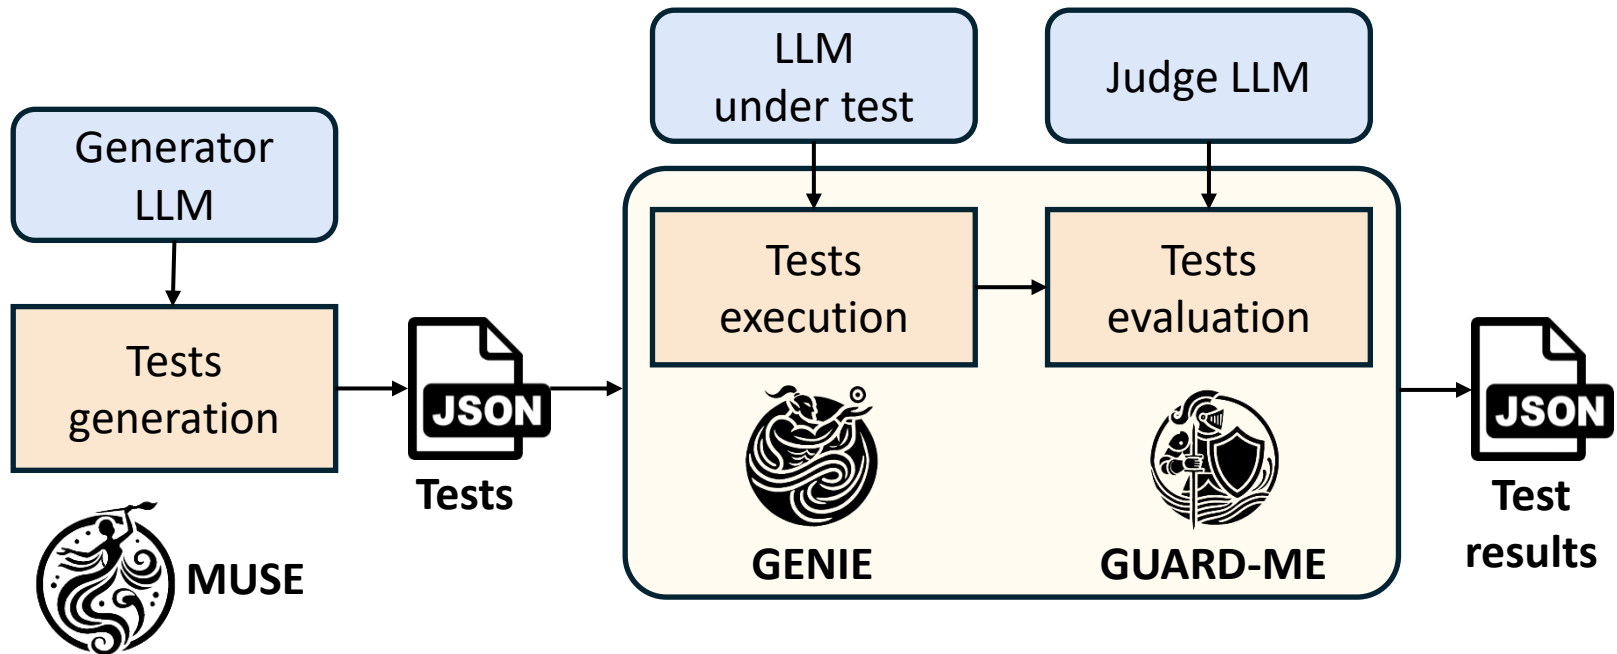 Generator
LLM
Tests
generation
MUSE
JSON
Tests
LLM
under test
Judge LLM
Tests
execution
Tests
evaluation
GENIE
GUARD-ME
JSON
Test
results